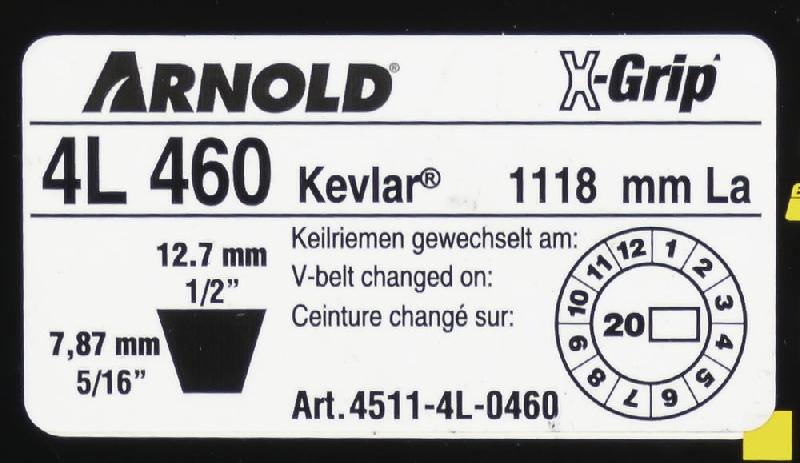 ARNOLD® X-Grip
4L 460 Kevlar® 1118 mm La
12.7 mm
1/2”
7,87 mm
5/16”
Keilriemen gewechselt am:
V-belt changed on:
Ceinture changé sur:
Art. 4511-4L-0460
1 2 3 4 5 6 7 8 9 10 11 12
20